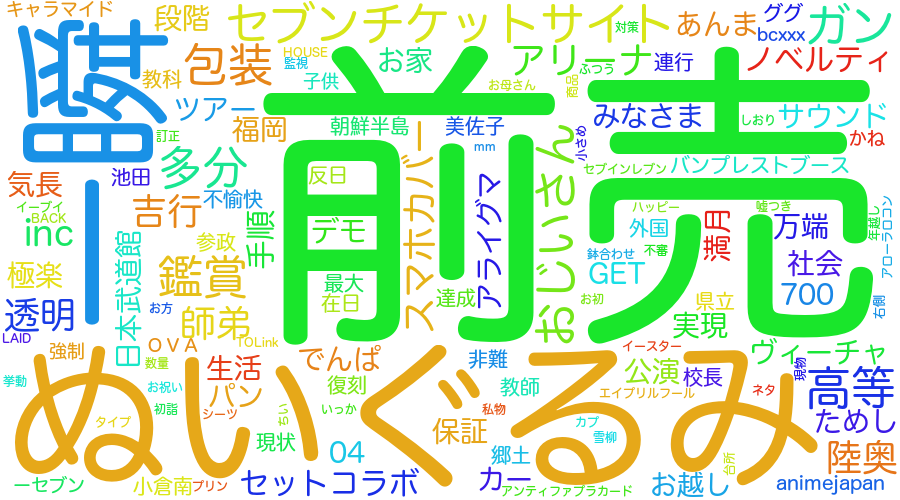 キャラマイド
段階
セブンチケットサイト
対策
あんま
ググ
bcxxx
ガン
一瞬
教科
包装
HOUSE
監視
お家
アリーナ
連行
ノベルティ
ツアー
子供
お母さん
ふつう
商品
前売
訂正
福岡
朝鮮半島
美佐子
みなさま
しおり
サウンド
多分
mm
小さめ
かね
気長
池田
不愉快
反日
スマホカバー
アライグマ
おじいさん
セブインレブン
バンプレストブース
イーブイ
BACK
吉行
手順
デモ
ハッピー
嘘つき
年越し
アローラロコン
inc
日本武道館
参政
外国
満月
万端
極楽
鑑賞
最大
鉢合わせ
不審
社会
透明
お方
在日
達成
GET
お初
県立
700
右側
LAID
師弟
TOLink
実現
強制
OVA
でんぱ
非難
イースター
ヴィーチャ
数量
生活
公演
校長
現物
挙動
お祝い
パン
復刻
教師
エイプリルフール
ネタ
高等
ぬいぐるみ
初詣
シーツ
ちい
いっか
私物
カプ
タイプ
ためし
現状
保証
雪柳
郷土
台所
陸奥
04
一セブン
小倉南
プリン
セットコラボ
カー
アンティファブラカード
お越し
animejapan